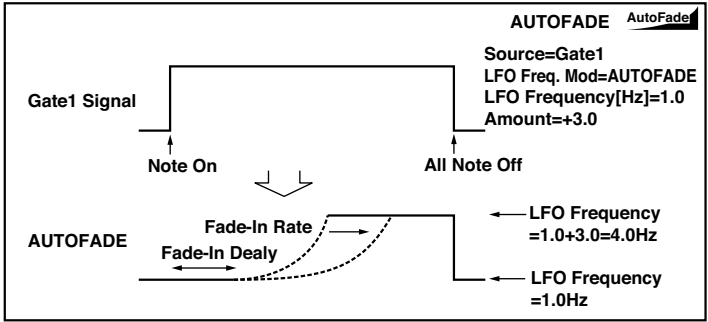 AUTOFADE AutoFade
Source=Gate1
LFO Freq. Mod=AUTOFADE
LFO Frequency[Hz]=1.0
Amount=+3.0
Gate1 Signal
Note On
All Note Off
AUTOFADE
Fade-In Rate
Fade-In Dealy
LFO Frequency
=1.0+3.0=4.0Hz
LFO Frequency
=1.0Hz